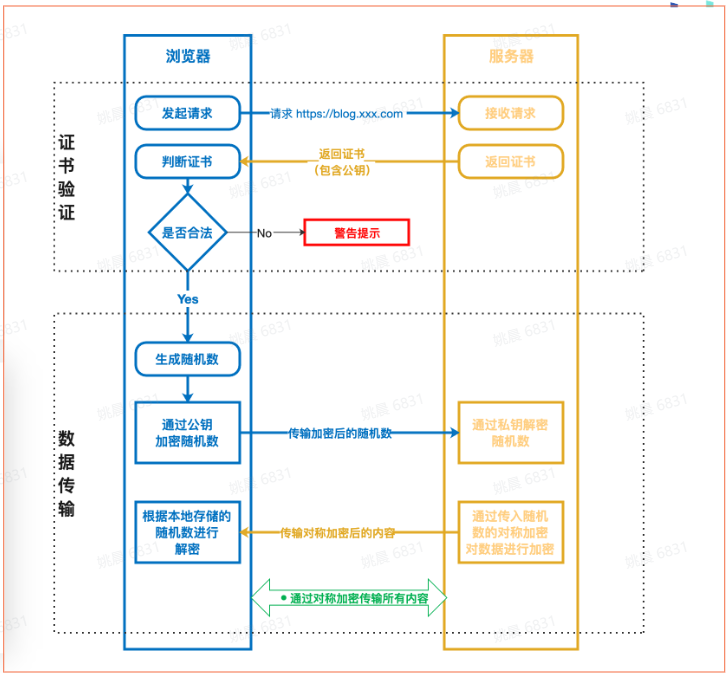 浏览器
服务器
证书验证
发起请求
请求 https://blog.xxx.com
接收请求
判断证书
返回证书
（包含公钥）
返回证书
是否合法
No
警告提示
Yes
数据传输
生成随机数
通过公钥
加密随机数
传输加密后的随机数
通过私钥解密
随机数
根据本地存储的
随机数进行
解密
传输对称加密后的内容
通过传入随机
数的对称加密
对数据进行加密
• 通过对称加密传输所有内容
姚晨 6831